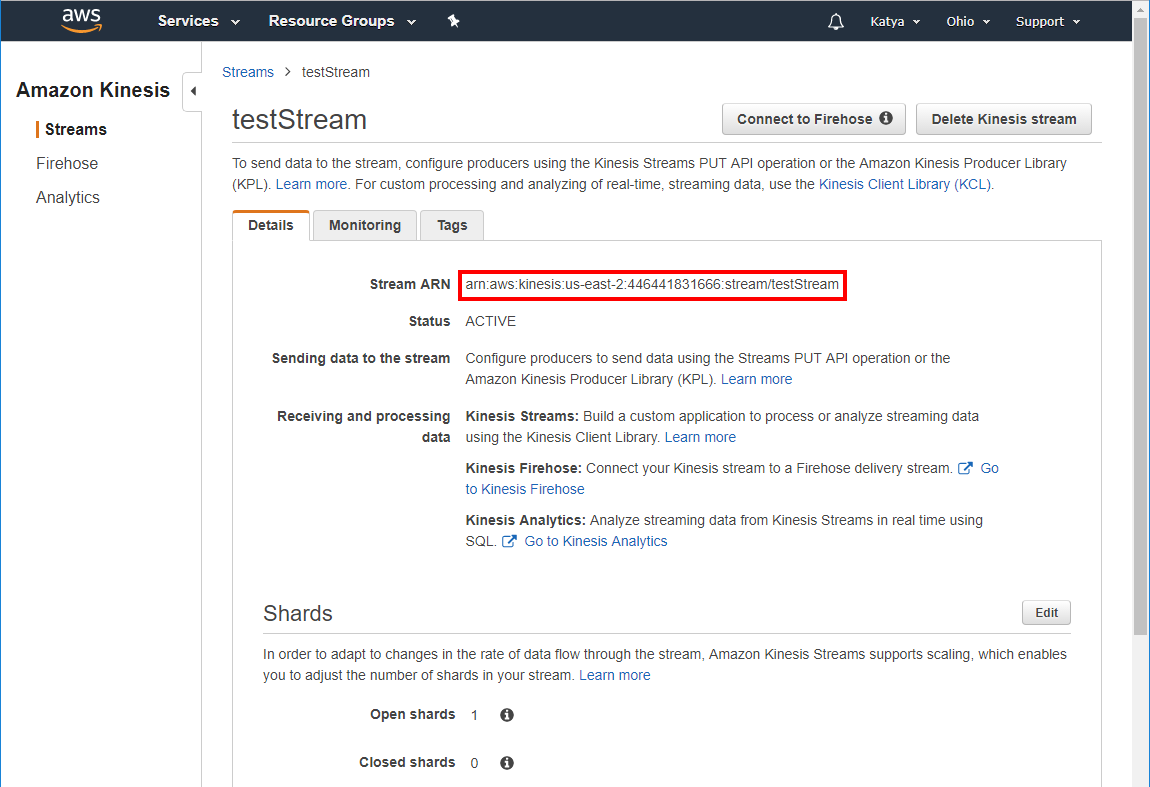 aws Services Resource Groups Katya Ohio Support
Amazon Kinesis
Streams
Firehose
Analytics
Streams > testStream
testStream
Connect to Firehose Delete Kinesis stream
To send data to the stream, configure producers using the Kinesis Streams PUT API operation or the Amazon Kinesis Producer Library
(KPL). Learn more. For custom processing and analyzing of real-time, streaming data, use the Kinesis Client Library (KCL).
Details Monitoring Tags
Stream ARN arn:aws:kinesis:us-east-2:446441831666:stream/testStream
Status ACTIVE
Sending data to the stream Configure producers to send data using the Streams PUT API operation or the
Amazon Kinesis Producer Library (KPL). Learn more
Receiving and processing Kinesis Streams: Build a custom application to process or analyze streaming data
data using the Kinesis Client Library. Learn more
Kinesis Firehose: Connect your Kinesis stream to a Firehose delivery stream. Go
to Kinesis Firehose
Kinesis Analytics: Analyze streaming data from Kinesis Streams in real time using
SQL. Go to Kinesis Analytics
Shards Edit
In order to adapt to changes in the rate of data flow through the stream, Amazon Kinesis Streams supports scaling, which enables
you to adjust the number of shards in your stream. Learn more
Open shards 1
Closed shards 0